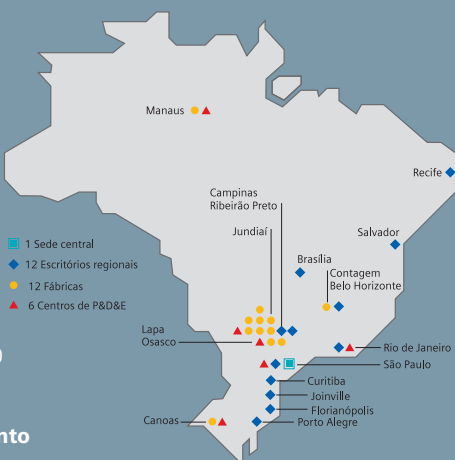 Manaus
Recife
Campinas
Ribeirão Preto
Jundiaí
Salvador
1 Sede central
12 Escritórios regionais
12 Fábricas
6 Centros de P&D&E
Brasília
Contagem
Belo Horizonte
Lapa
Osasco
Rio de Janeiro
São Paulo
Curitiba
Joinville
Florianópolis
Porto Alegre
Canoas
nto